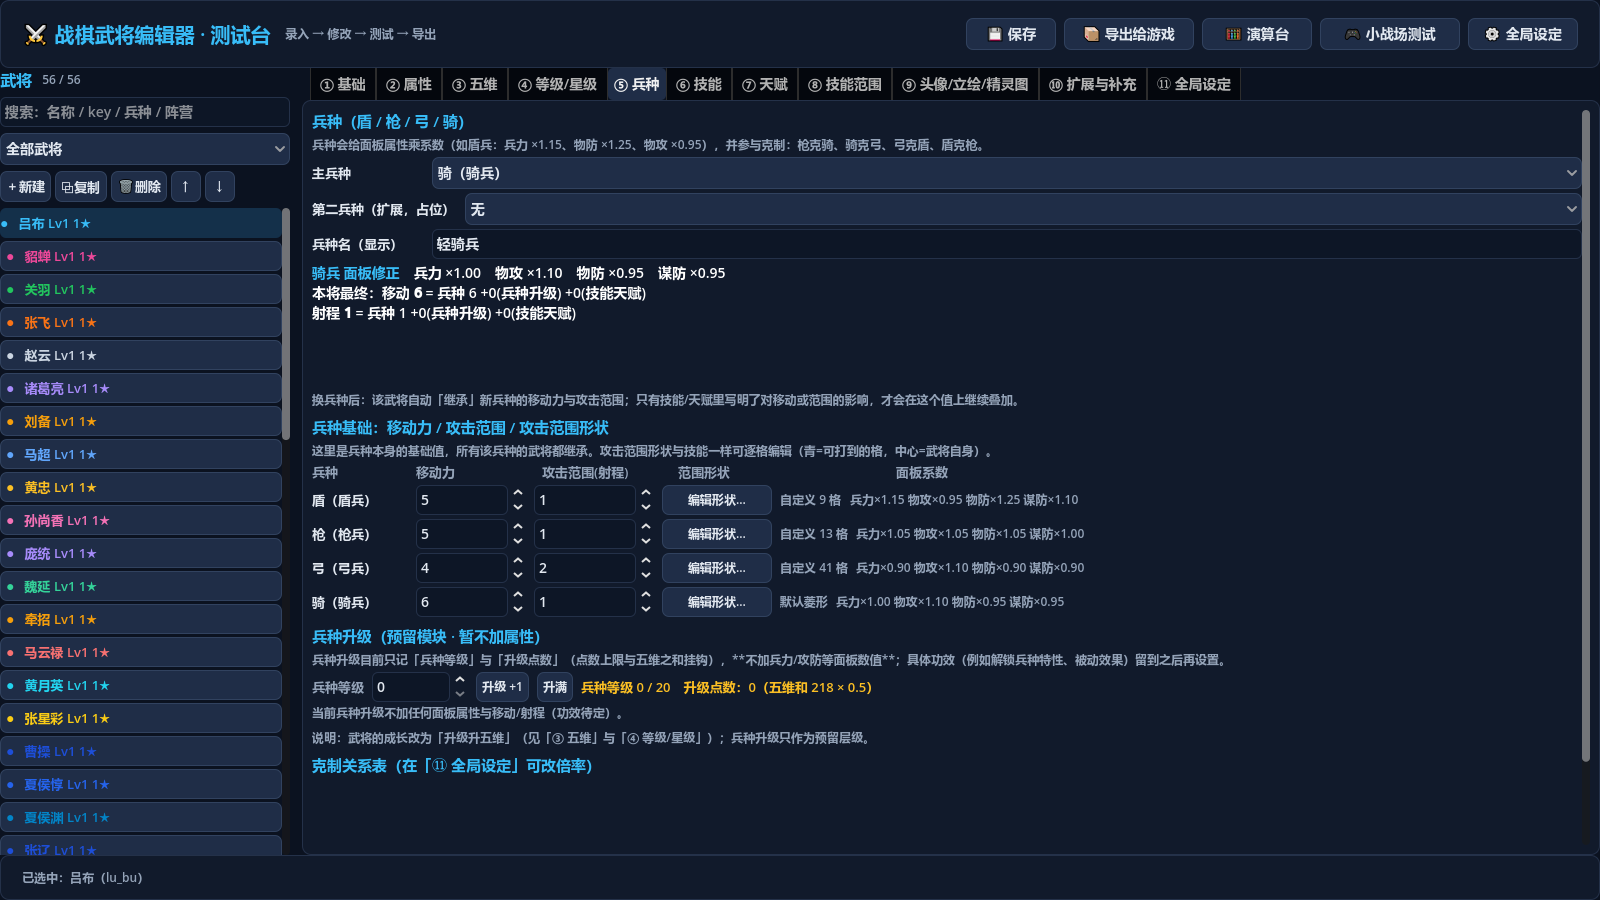 战棋武将编辑器 · 测试台
录入 → 修改 → 测试 → 导出
保存
导出给游戏
演算台
小战场测试
全局设定
武将 56 / 56
搜索：名称 / key / 兵种 / 阵营
全部武将
+ 新建
复制
删除
↑
↓
吕布 Lv1 1★
貂蝉 Lv1 1★
关羽 Lv1 1★
张飞 Lv1 1★
赵云 Lv1 1★
诸葛亮 Lv1 1★
刘备 Lv1 1★
马超 Lv1 1★
黄忠 Lv1 1★
孙尚香 Lv1 1★
庞统 Lv1 1★
魏延 Lv1 1★
牵招 Lv1 1★
马云禄 Lv1 1★
黄月英 Lv1 1★
张星彩 Lv1 1★
曹操 Lv1 1★
夏侯惇 Lv1 1★
夏侯渊 Lv1 1★
张辽 Lv1 1★
① 基础
② 属性
③ 五维
④ 等级/星级
⑤ 兵种
⑥ 技能
⑦ 天赋
⑧ 技能范围
⑨ 头像/立绘/精灵图
⑩ 扩展与补充
⑪ 全局设定
兵种（盾 / 枪 / 弓 / 骑）
兵种会给面板属性乘系数（如盾兵：兵力 ×1.15、物防 ×1.25、物攻 ×0.95），并参与克制：枪克骑、骑克弓、弓克盾、盾克枪。
主兵种 骑（骑兵）
第二兵种（扩展，占位） 无
兵种名（显示） 轻骑兵
骑兵 面板修正 兵力 ×1.00 物攻 ×1.10 物防 ×0.95 谋防 ×0.95
本将最终：移动 6 = 兵种 6 +0(兵种升级) +0(技能天赋)
射程 1 = 兵种 1 +0(兵种升级) +0(技能天赋)
换兵种后：该武将自动「继承」新兵种的移动力与攻击范围；只有技能/天赋里写明了对移动或范围的影响，才会在这个值上继续叠加。
兵种基础：移动力 / 攻击范围 / 攻击范围形状
这里是兵种本身的基础值，所有该兵种的武将都继承。攻击范围形状与技能一样可逐格编辑（青=可打到的格，中心=武将自身）。
兵种 移动力 攻击范围(射程) 范围形状 面板系数
盾（盾兵） 5 1 编辑形状... 自定义 9 格 兵力×1.15 物攻×0.95 物防×1.25 谋防×1.10
枪（枪兵） 5 1 编辑形状... 自定义 13 格 兵力×1.05 物攻×1.05 物防×1.05 谋防×1.00
弓（弓兵） 4 2 编辑形状... 自定义 41 格 兵力×0.90 物攻×1.10 物防×0.90 谋防×0.90
骑（骑兵） 6 1 编辑形状... 默认菱形 兵力×1.00 物攻×1.10 物防×0.95 谋防×0.95
兵种升级（预留模块 · 暂不加属性）
兵种升级目前只记「兵种等级」与「升级点数」（点数上限与五维之和挂钩），**不加兵力/攻防等面板数值**；具体功效（例如解锁兵种特性、被动效果）留到之后再设置。
兵种等级 0 升级 +1 升满 兵种等级 0 / 20 升级点数：0（五维和 218 × 0.5）
当前兵种升级不加任何面板属性与移动/射程（功效待定）。
说明：武将的成长改为「升级升五维」（见「③ 五维」与「④ 等级/星级」）；兵种升级只作为预留层级。
克制关系表（在「⑪ 全局设定」可改倍率）
已选中：吕布（lu_bu）